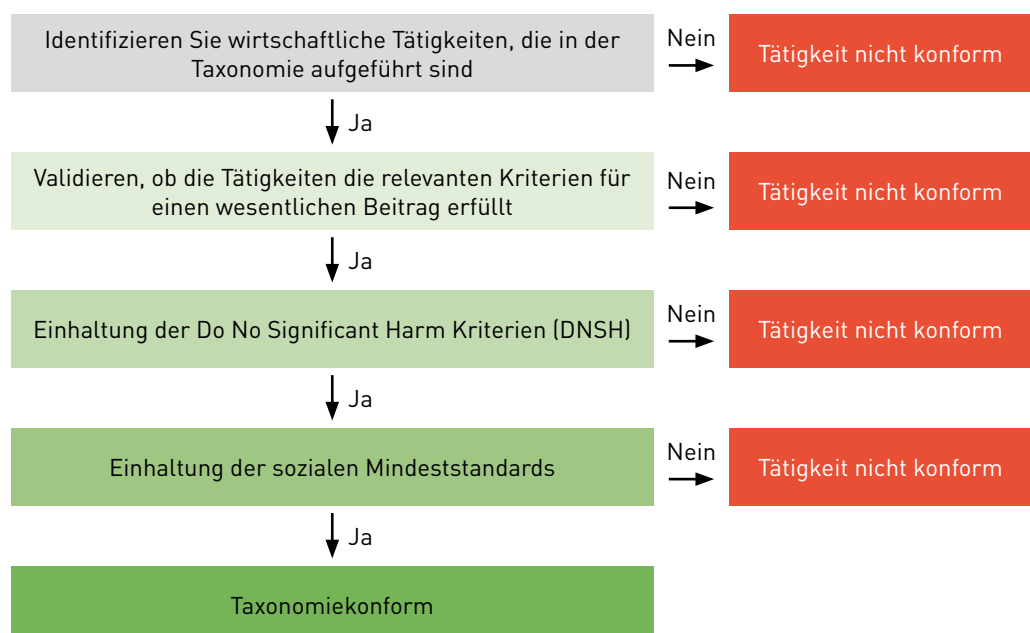 Identifizieren Sie wirtschaftliche Tätigkeiten, die in der
Taxonomie aufgeführt sind
Nein
Tätigkeit nicht konform
Ja
Validieren, ob die Tätigkeiten die relevanten Kriterien für
einen wesentlichen Beitrag erfüllt
Nein
Tätigkeit nicht konform
Ja
Einhaltung der Do No Significant Harm Kriterien (DNSH)
Nein
Tätigkeit nicht konform
Ja
Einhaltung der sozialen Mindeststandards
Nein
Tätigkeit nicht konform
Ja
Taxonomiekonform